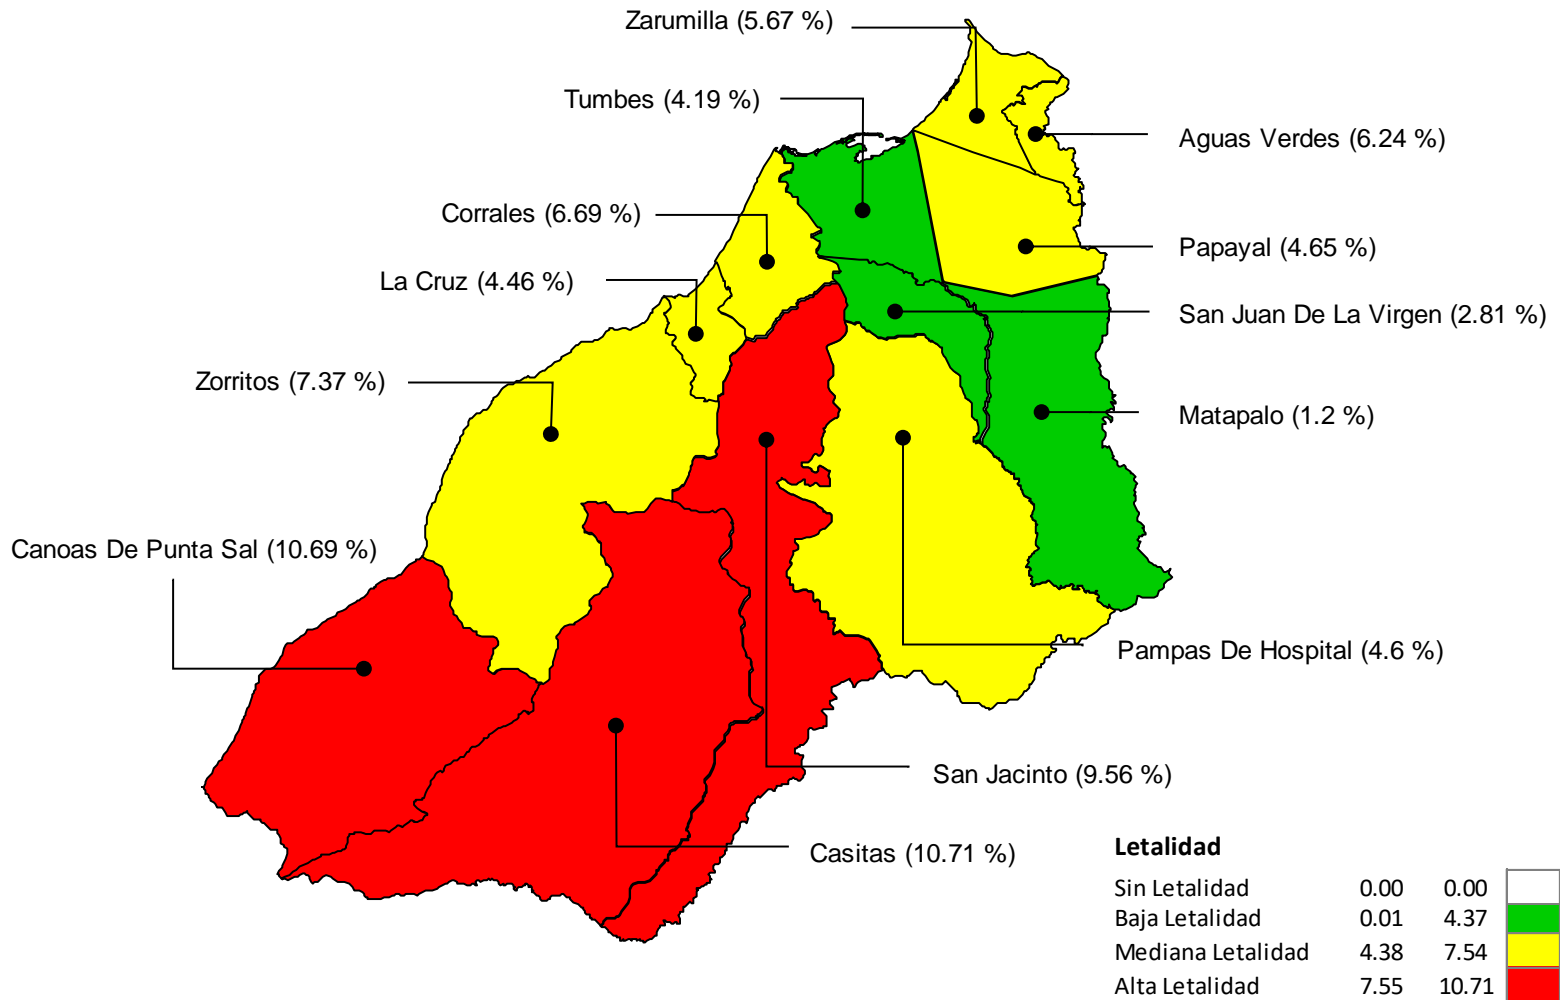 Zarumilla (5.67 %)
Tumbes (4.19 %)
Aguas Verdes (6.24 %)
Corrales (6.69 %)
Papayal (4.65 %)
La Cruz (4.46 %)
San Juan De La Virgen (2.81 %)
Zorritos (7.37 %)
Matapalo (1.2 %)
Canoas De Punta Sal (10.69 %)
Pampas De Hospital (4.6 %)
San Jacinto (9.56 %)
Casitas (10.71 %)
Letalidad
Sin Letalidad 0.00 0.00
Baja Letalidad 0.01 4.37
Mediana Letalidad 4.38 7.54
Alta Letalidad 7.55 10.71